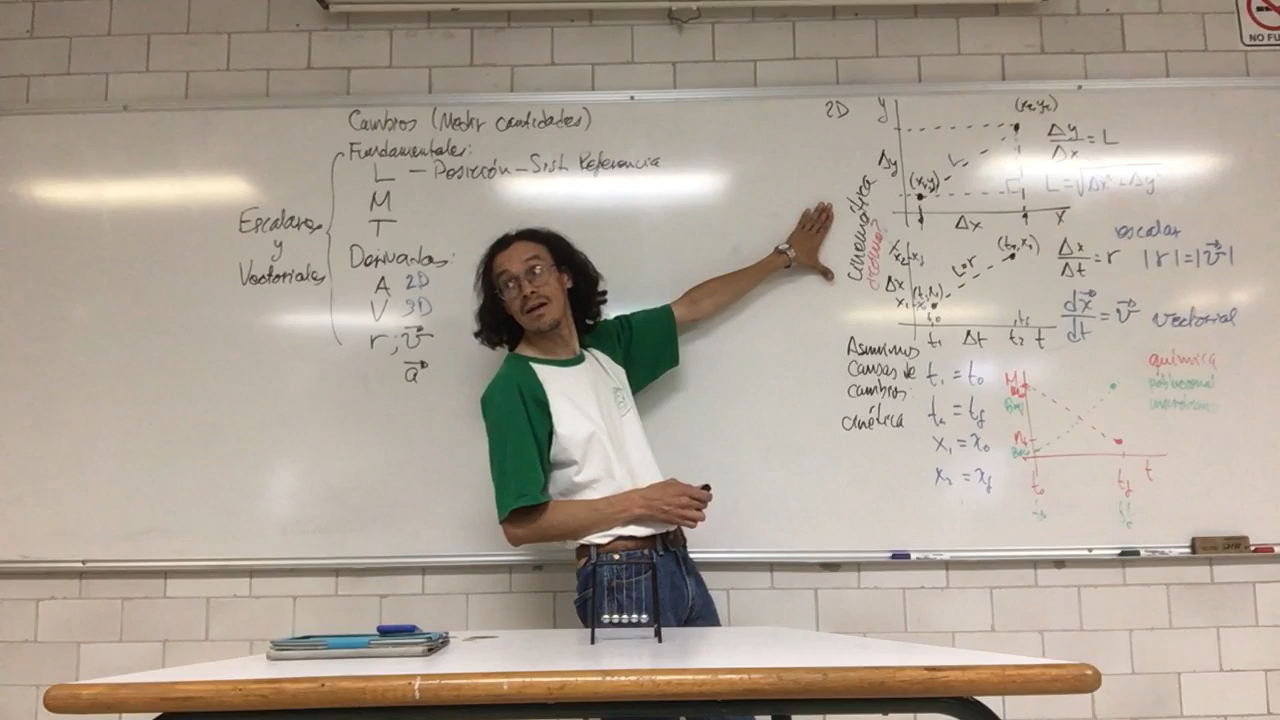 Cambios (Medir cantidades)
Fundamentales:
L – Posición – Sist Referencia
M
T
Escalares
y
Vectoriales
Derivadas:
A 2D
V 3D
r; v⃗
a⃗
2D
y
(x₂,y₂)
Δy
(x,y)
L
Δx
x
Δy/Δx = L
L = √Δx²+Δy²
cinemática
Δx
x₁
(t₁,x₁)
(t₂,x₂)
t₀
t₁ Δt t₂ t
Δx/Δt = r
escalar
|r| = |v⃗|
dx⃗/dt = v⃗ vectorial
Asumimos
causas de
cambios:
cinética
t₁ = t₀
t₂ = t_f
x₁ = x₀
x₂ = x_f
química
poblacional
t₀
t_f
t
NO FU